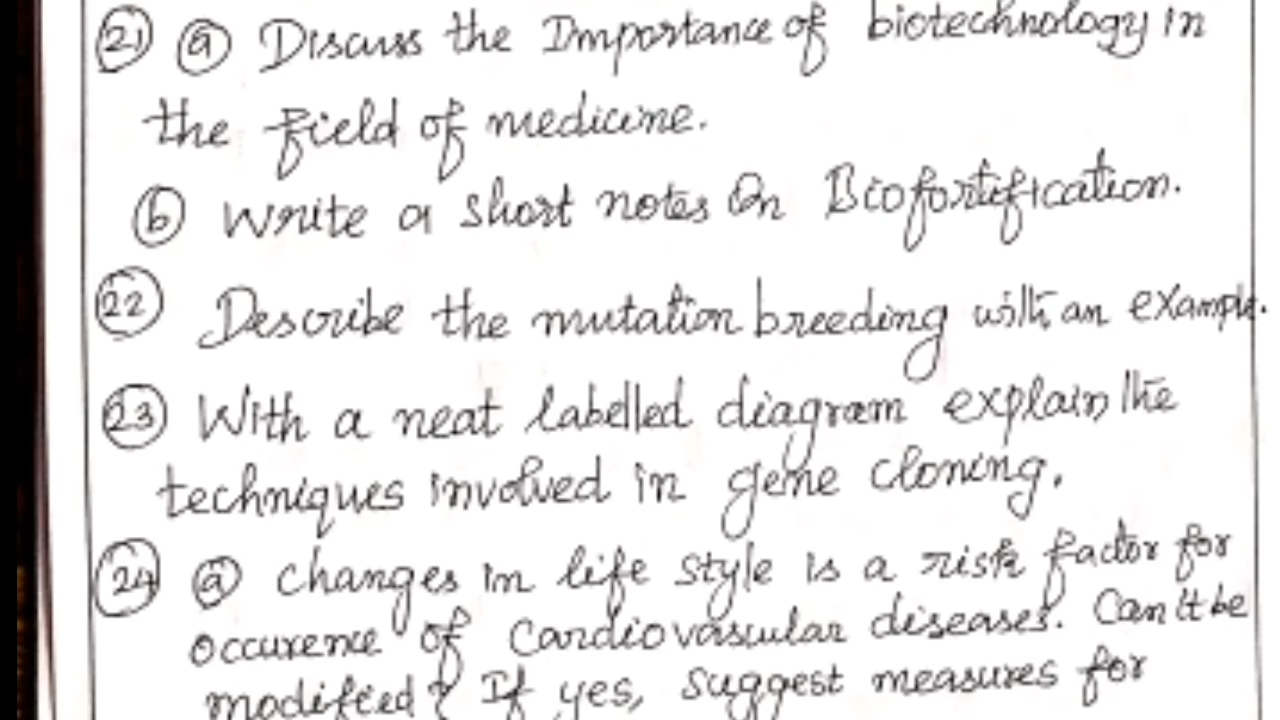 21 a Discuss the Importance of biotechnology in
the field of medicine.
b Write a short notes On Biofortification.
22 Describe the mutation breeding with an example.
23 With a neat labelled diagram explain the
techniques involved in gene cloning.
24 a Changes in life style is a risk factor for
occurence of Cardiovascular diseases. Can it be
modified? If yes, suggest measures for